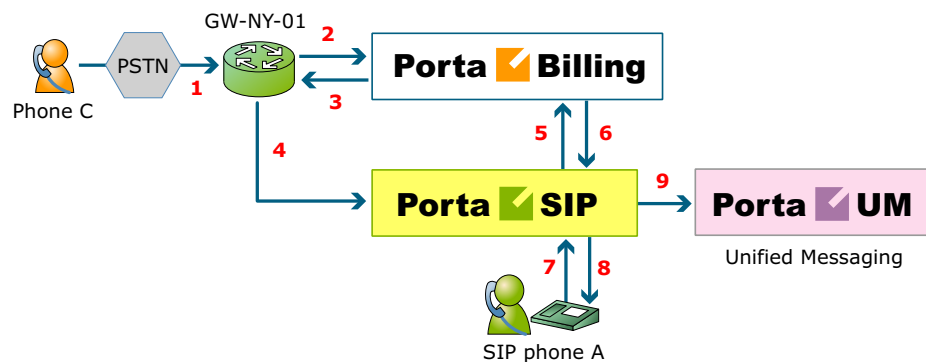 GW-NY-01
PSTN
Phone C
1
2
3
Porta Billing
4
5
6
Porta SIP
9
Porta UM
Unified Messaging
7
8
SIP phone A